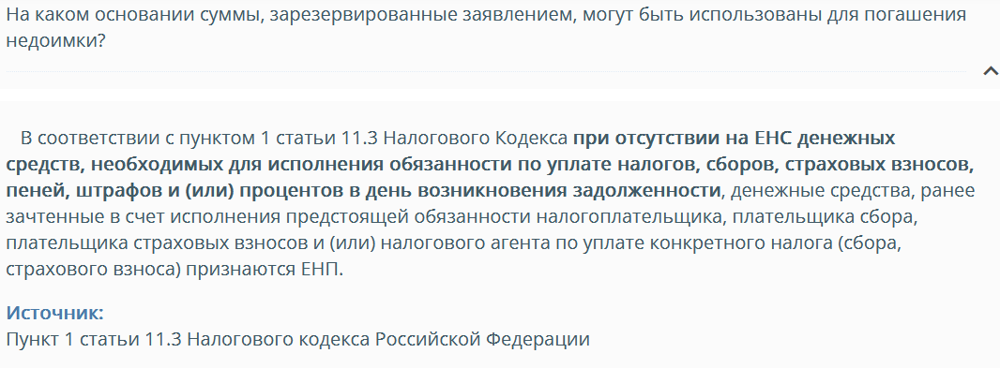 На каком основании суммы, зарезервированные заявлением, могут быть использованы для погашения
недоимки?
В соответствии с пунктом 1 статьи 11.3 Налогового Кодекса при отсутствии на ЕНС денежных
средств, необходимых для исполнения обязанности по уплате налогов, сборов, страховых взносов,
пеней, штрафов и (или) процентов в день возникновения задолженности, денежные средства, ранее
зачтенные в счет исполнения предстоящей обязанности налогоплательщика, плательщика сбора,
плательщика страховых взносов и (или) налогового агента по уплате конкретного налога (сбора,
страхового взноса) признаются ЕНП.
Источник:
Пункт 1 статьи 11.3 Налогового кодекса Российской Федерации